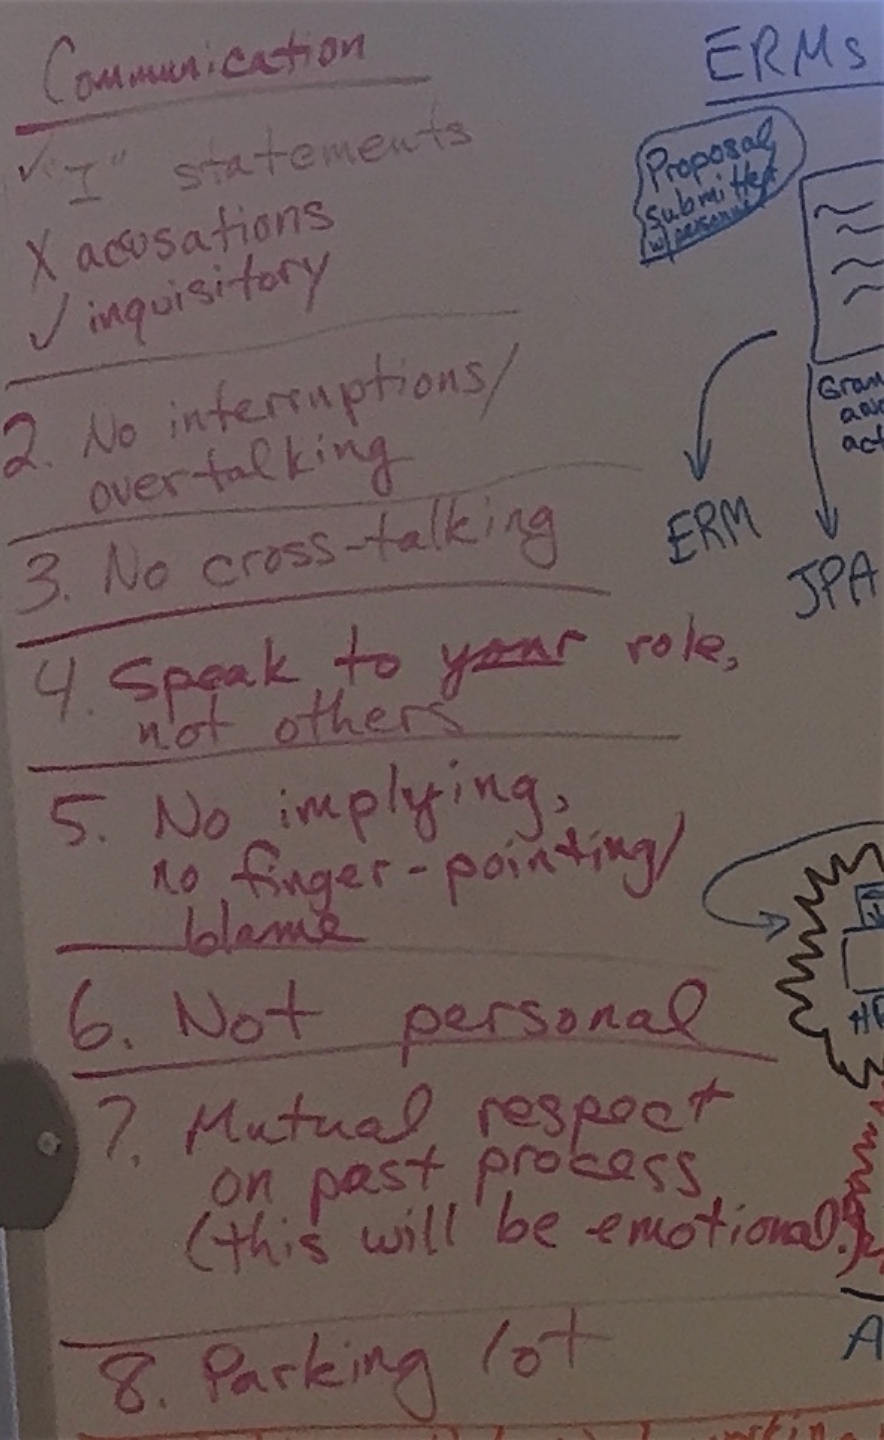 Communication
✓ "I" statements
X accusations
✓ inquisitory
2. No interruptions/
overtalking
3. No cross-talking
4. Speak to your role,
not others
5. No implying,
no finger-pointing/
blame
6. Not personal
7. Mutual respect
on past process
(this will be emotional.)
8. Parking lot
ERMs
Proposal
submitted
w/
ERM
JPA
A